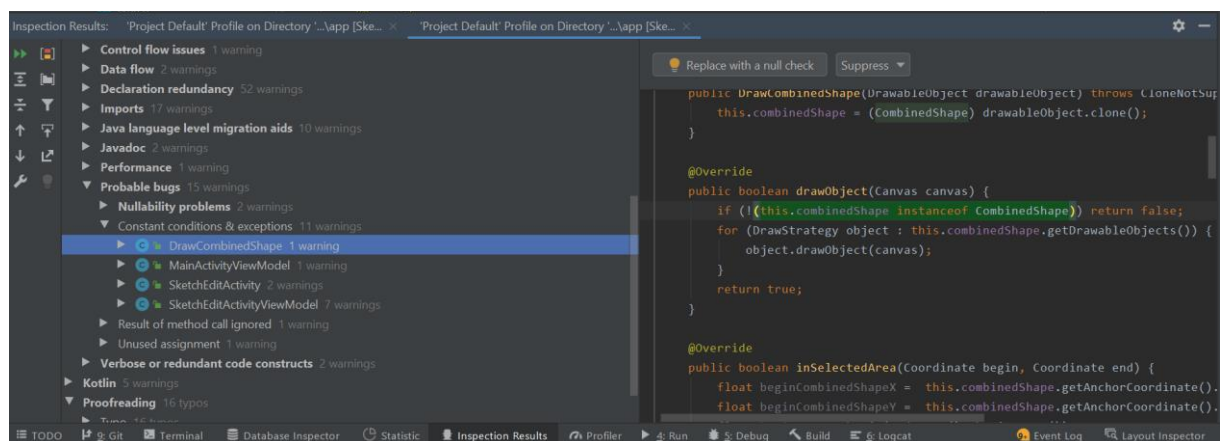 Inspection Results: 'Project Default' Profile on Directory '...\app [Ske... × 'Project Default' Profile on Directory '...\app [Ske... ×
Control flow issues 1 warning
Data flow 2 warnings
Declaration redundancy 52 warnings
Imports 17 warnings
Java language level migration aids 10 warnings
Javadoc 2 warnings
Performance 1 warning
Probable bugs 15 warnings
Nullability problems 2 warnings
Constant conditions & exceptions 11 warnings
DrawCombinedShape 1 warning
MainActivityViewModel 1 warning
SketchEditActivity 2 warnings
SketchEditActivityViewModel 7 warnings
Result of method call ignored 1 warning
Unused assignment 1 warning
Verbose or redundant code constructs 2 warnings
Kotlin 5 warnings
Proofreading 16 typos
Typo 16 typos
Replace with a null check Suppress
public DrawCombinedShape(DrawableObject drawableObject) throws CloneNotSup
this.combinedShape = (CombinedShape) drawableObject.clone();
}
@Override
public boolean drawObject(Canvas canvas) {
if (!(this.combinedShape instanceof CombinedShape)) return false;
for (DrawStrategy object : this.combinedShape.getDrawableObjects()) {
object.drawObject(canvas);
}
return true;
}
@Override
public boolean inSelectedArea(Coordinate begin, Coordinate end) {
float beginCombinedShapeX = this.combinedShape.getAnchorCoordinate().
float beginCombinedShapeY = this.combinedShape.getAnchorCoordinate().
TODO 9: Git Terminal Database Inspector Statistic Inspection Results Profiler 4: Run 5: Debug Build 6: Logcat Event Log Layout Inspector